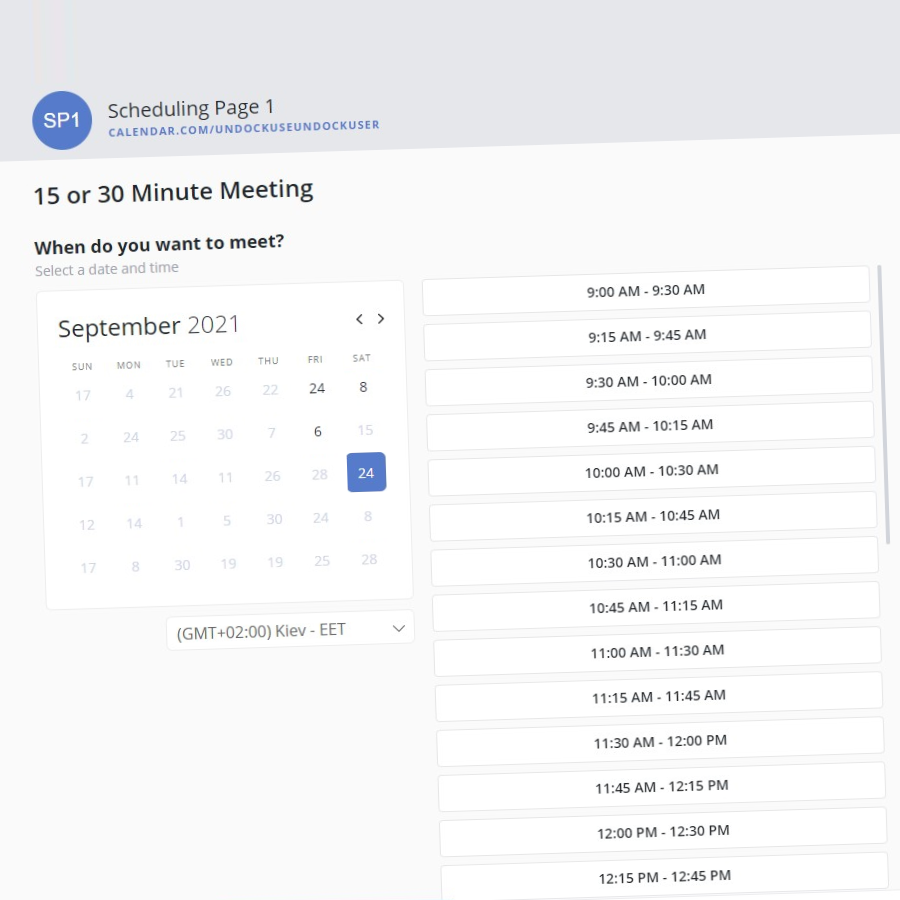 SP1
Scheduling Page 1
CALENDAR.COM/UNDOCKUSEUNDOCKUSER
15 or 30 Minute Meeting
When do you want to meet?
Select a date and time
September 2021
SUN MON TUE WED THU FRI SAT
17 4 21 26 22 24 8
2 24 25 30 7 6 15
17 11 14 11 26 28 24
12 14 1 5 30 24 8
17 8 30 19 19 25 28
(GMT+02:00) Kiev - EET
9:00 AM - 9:30 AM
9:15 AM - 9:45 AM
9:30 AM - 10:00 AM
9:45 AM - 10:15 AM
10:00 AM - 10:30 AM
10:15 AM - 10:45 AM
10:30 AM - 11:00 AM
10:45 AM - 11:15 AM
11:00 AM - 11:30 AM
11:15 AM - 11:45 AM
11:30 AM - 12:00 PM
11:45 AM - 12:15 PM
12:00 PM - 12:30 PM
12:15 PM - 12:45 PM